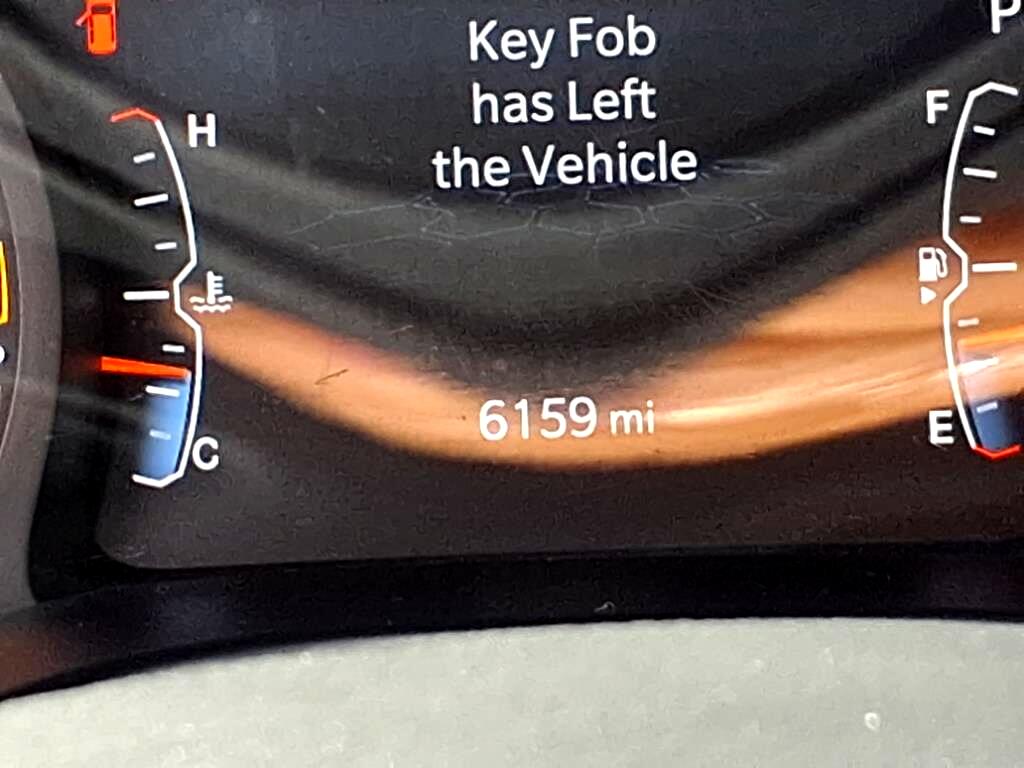 Key Fob
has Left
the Vehicle
P
H
F
6159 mi
C
E